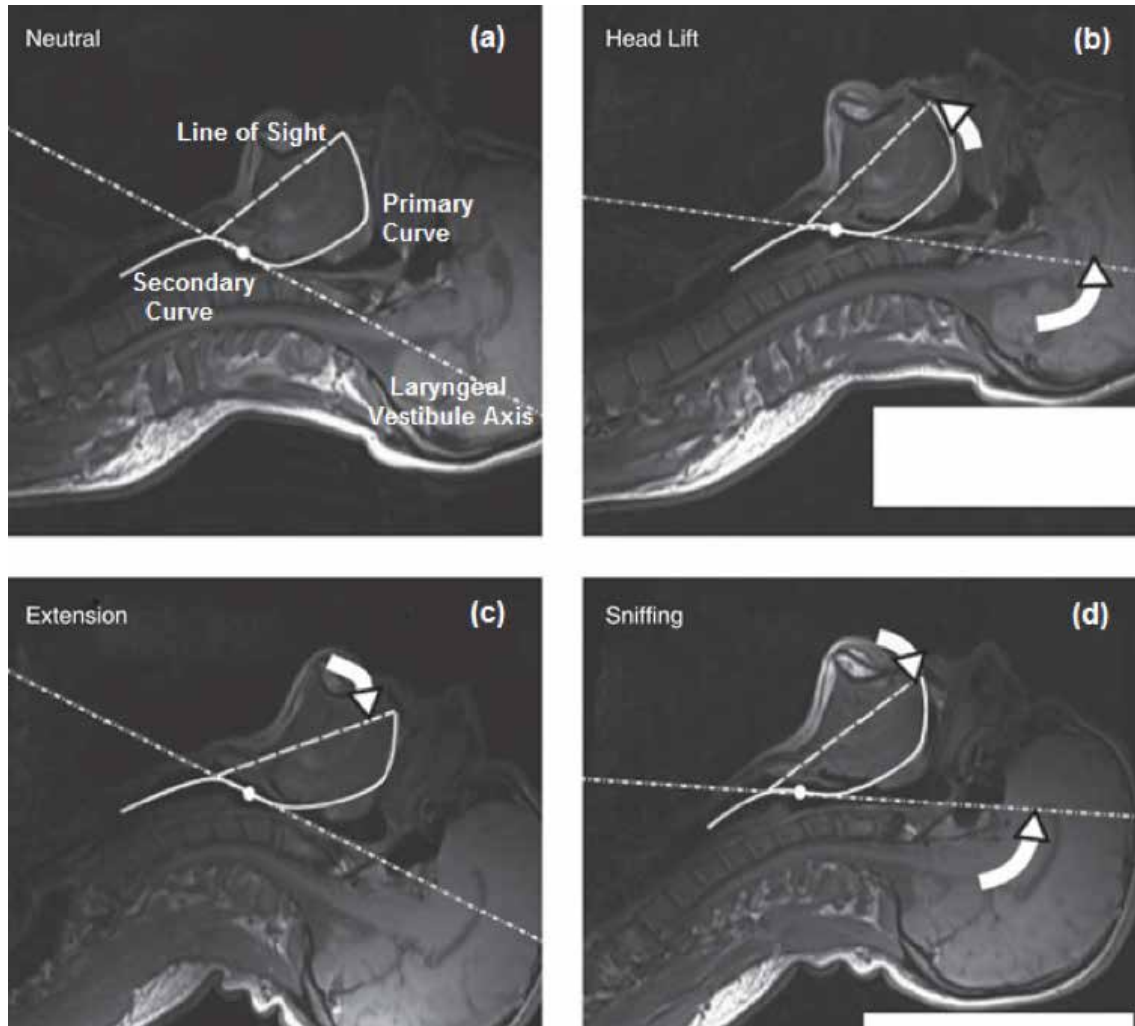 Neutral
(a)
Line of Sight
Primary
Curve
Secondary
Curve
Laryngeal
Vestibule Axis
Head Lift
(b)
Extension
(c)
Sniffing
(d)